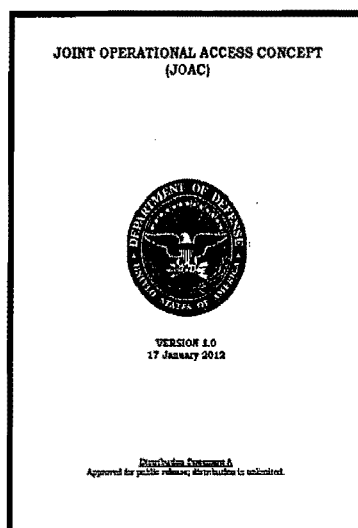 JOINT OPERATIONAL ACCESS CONCEPT
(JOAC)
DEPARTMENT OF DEFENSE
UNITED STATES OF AMERICA
VERSION 1.0
17 January 2012
Distribution Statement A
Approved for public release; distribution is unlimited.